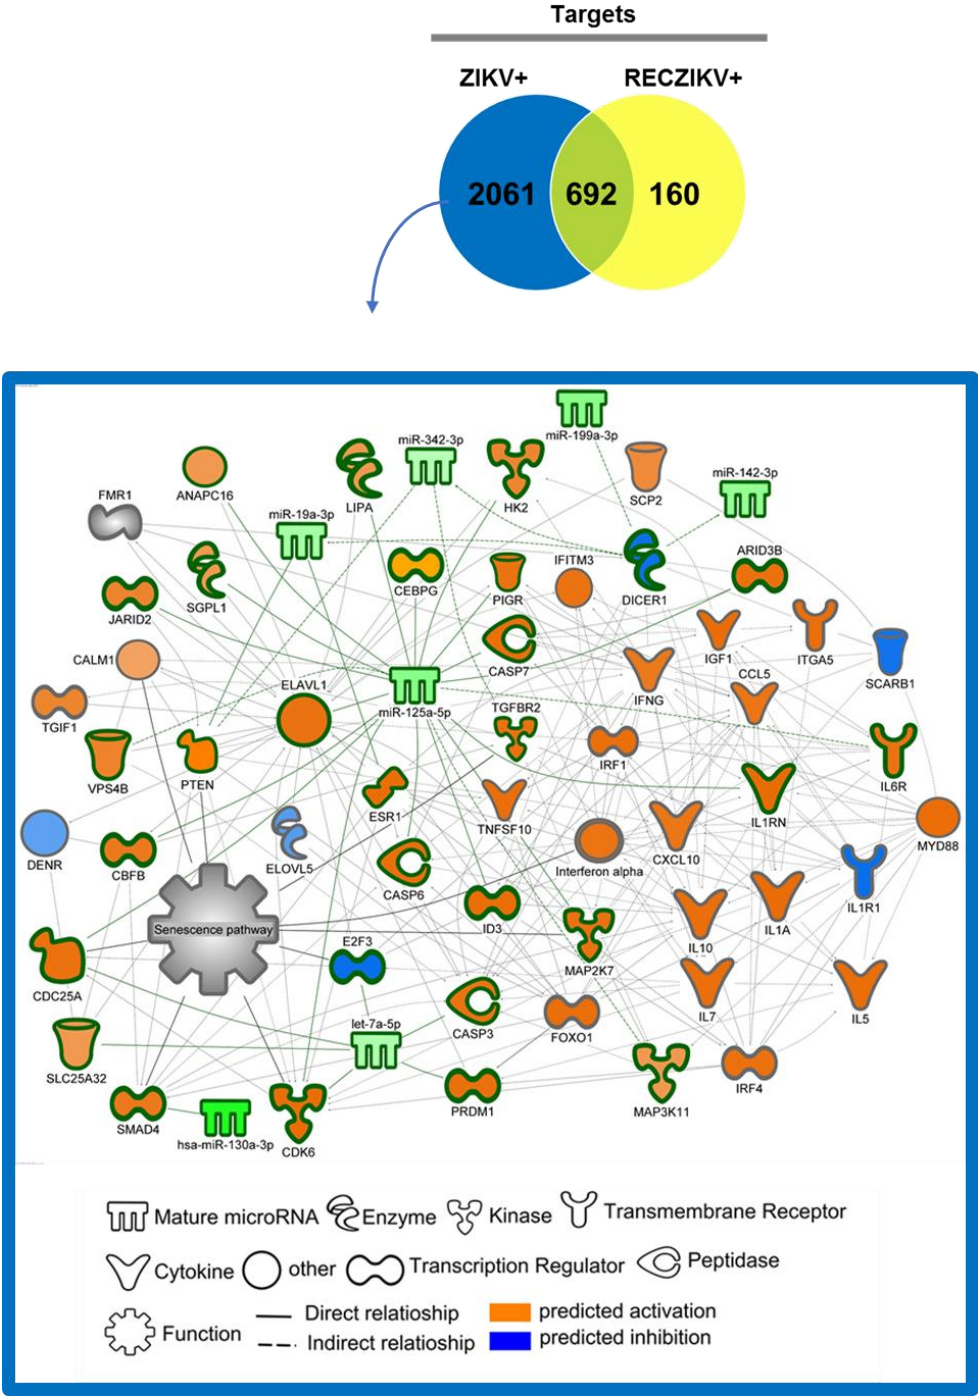 Targets
ZIKV+ RECZIKV+
2061 692 160
miR-199a-3p
miR-342-3p
miR-142-3p
FMR1
ANAPC16
LIPA
HK2
SCP2
miR-19a-3p
ARID3B
IFITM3
CEBPG
PIGR
DICER1
SGPL1
JARID2
CALM1
CASP7
IGF1
ITGA5
SCARB1
ELAVL1
miR-125a-5p
IFNG
CCL5
TGFBR2
TGIF1
VPS4B
PTEN
IRF1
IL6R
ESR1
TNFSF10
IL1RN
MYD88
DENR
CBFB
ELOVL5
CASP6
Interferon alpha
CXCL10
IL1R1
Senescence pathway
ID3
IL10
IL1A
E2F3
MAP2K7
CDC25A
CASP3
FOXO1
IL7
IL5
let-7a-5p
SLC25A32
SMAD4
hsa-miR-130a-3p
CDK6
PRDM1
MAP3K11
IRF4
Mature microRNA Enzyme Kinase Transmembrane Receptor
Cytokine other Transcription Regulator Peptidase
Function
Direct relatioship predicted activation
Indirect relatioship predicted inhibition